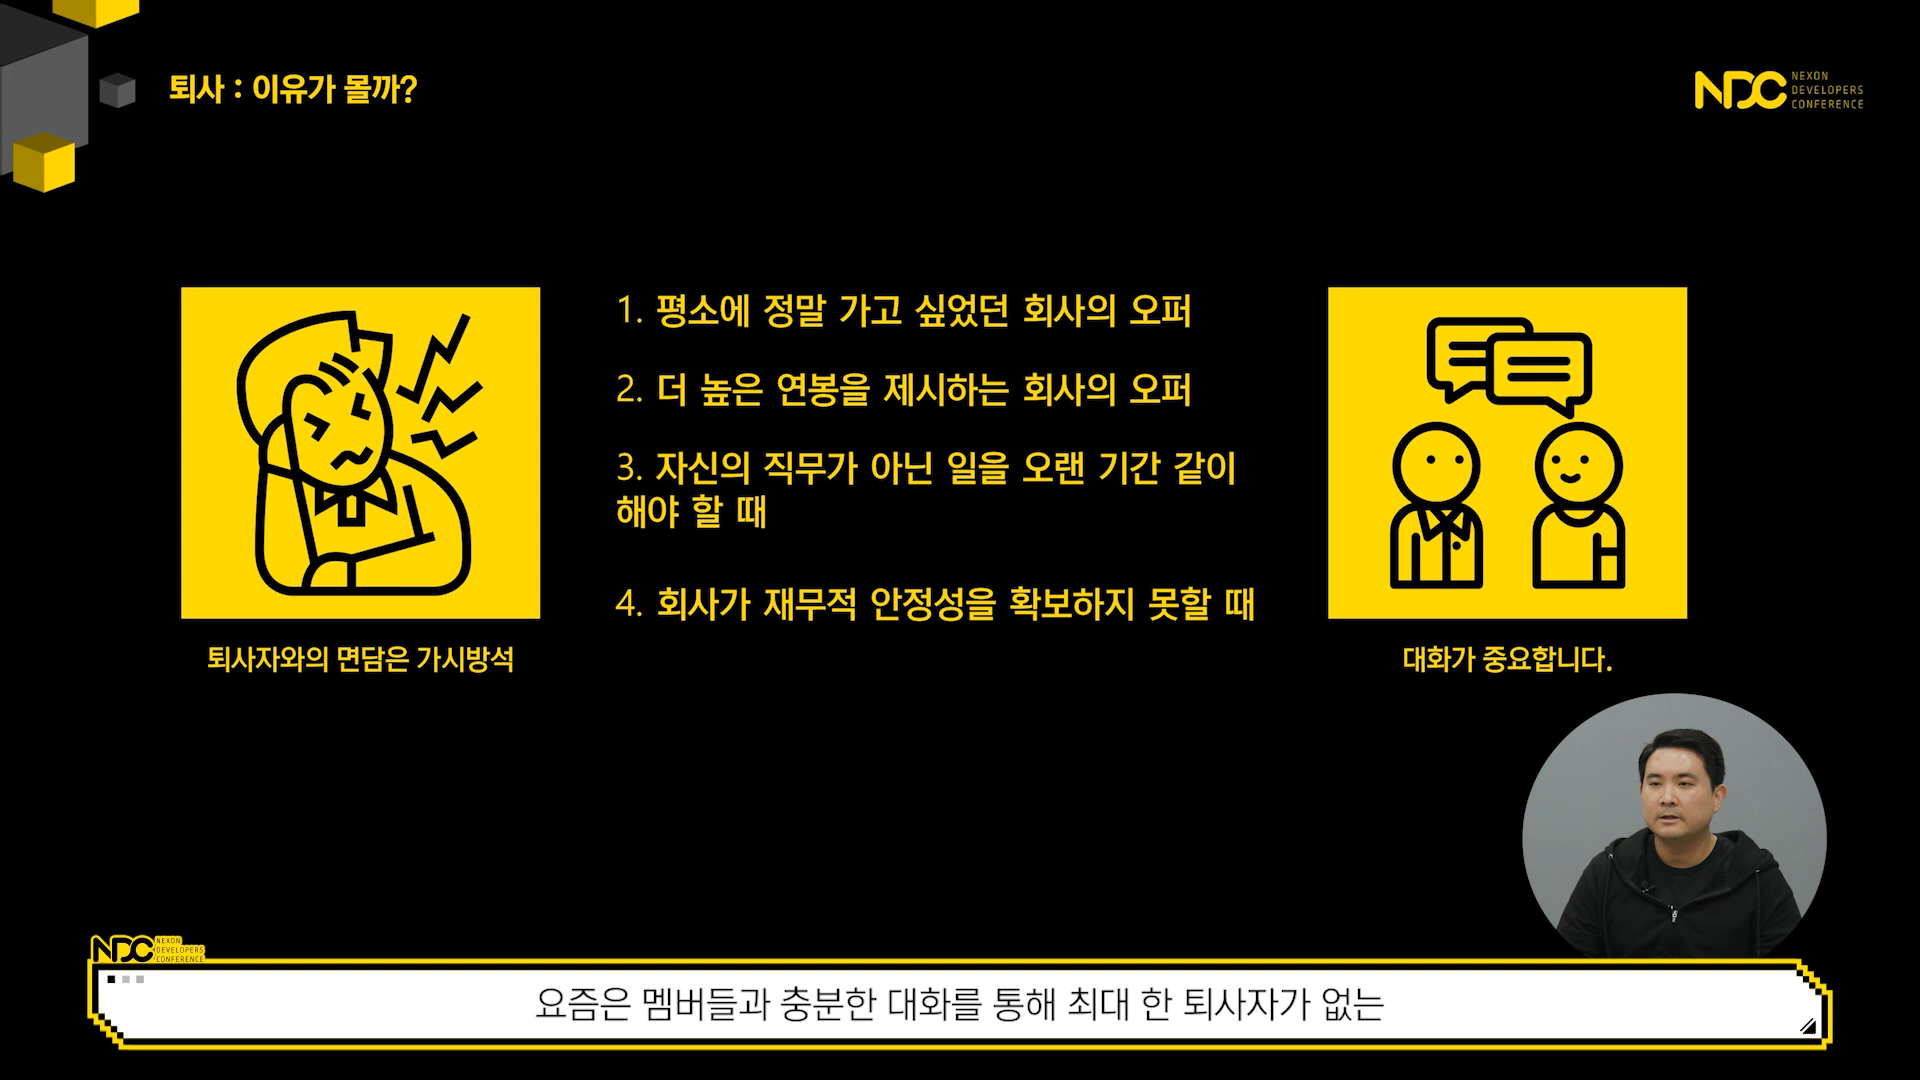 퇴사 : 이유가 몰까?
NDC
NEXON
DEVELOPERS
CONFERENCE
1. 평소에 정말 가고 싶었던 회사의 오퍼
2. 더 높은 연봉을 제시하는 회사의 오퍼
3. 자신의 직무가 아닌 일을 오랜 기간 같이
해야 할 때
4. 회사가 재무적 안정성을 확보하지 못할 때
퇴사자와의 면담은 가시방석
대화가 중요합니다.
NDC
NEXON
DEVELOPERS
CONFERENCE
요즘은 멤버들과 충분한 대화를 통해 최대 한 퇴사자가 없는